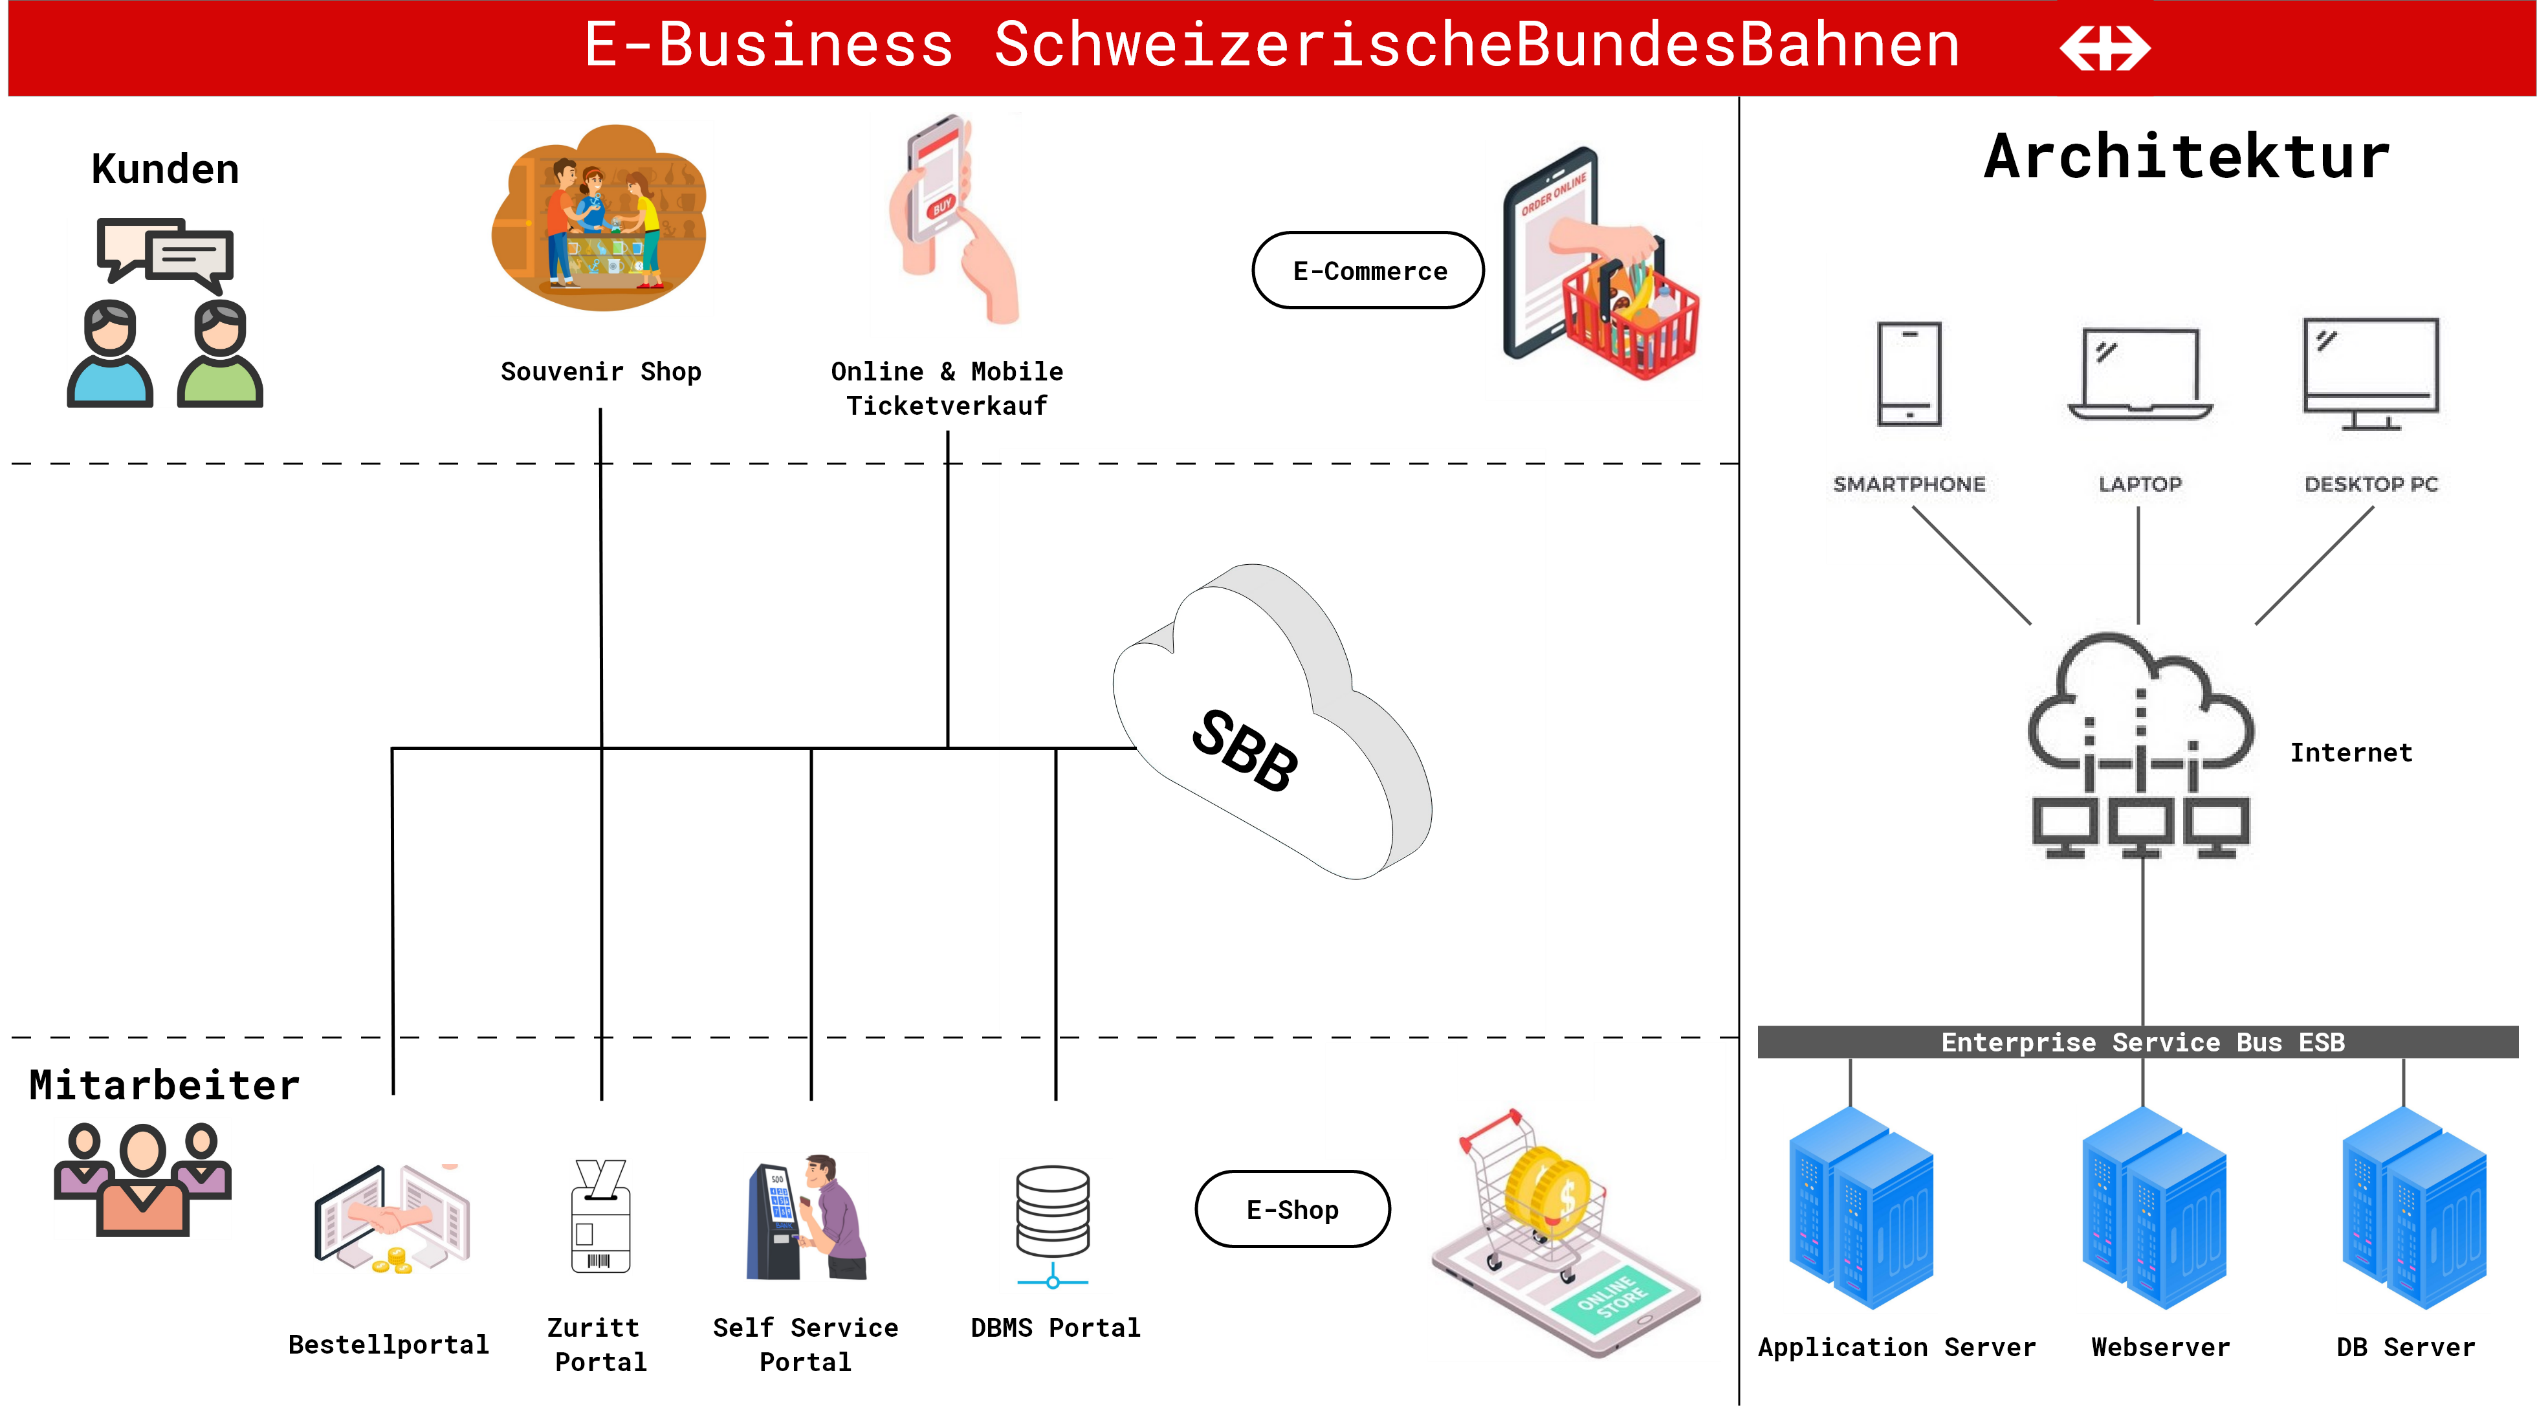 E-Business SchweizerischeBundesBahnen
Kunden
BUY
ORDER ONLINE
E-Commerce
Souvenir Shop
Online & Mobile
Ticketverkauf
SBB
Mitarbeiter
E-Shop
ONLINE
STORE
Bestellportal
Zuritt
Portal
Self Service
Portal
DBMS Portal
Architektur
SMARTPHONE
LAPTOP
DESKTOP PC
Internet
Enterprise Service Bus ESB
Application Server
Webserver
DB Server